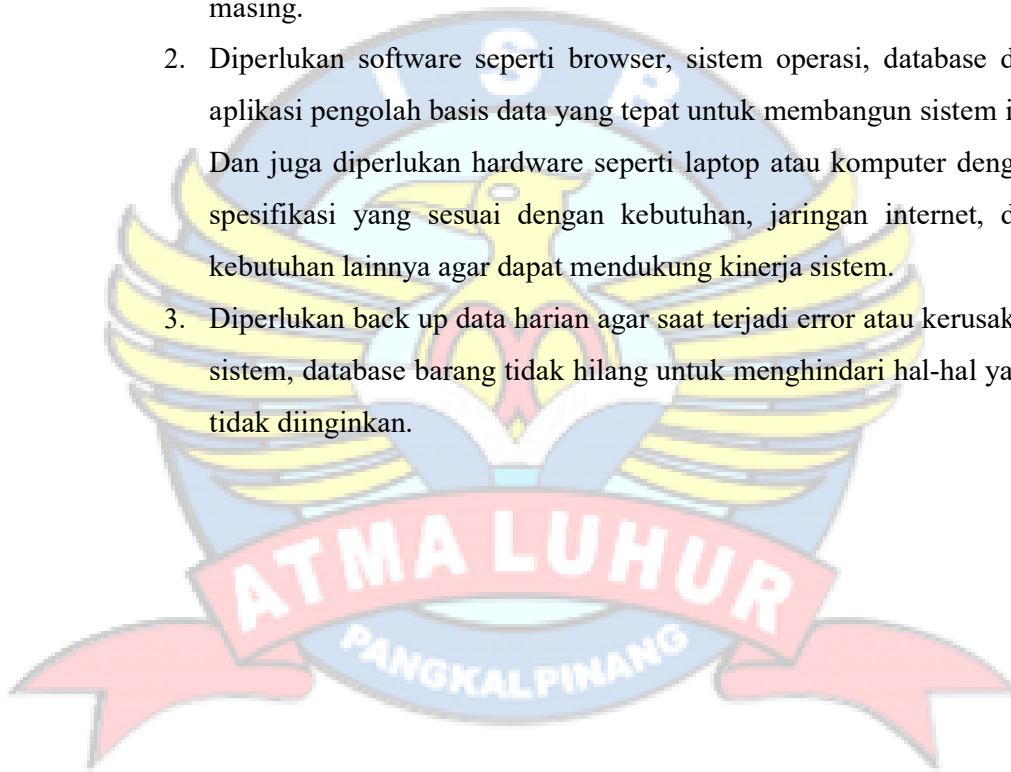 masing.
2. Diperlukan software seperti browser, sistem operasi, database d
aplikasi pengolah basis data yang tepat untuk membangun sistem i
Dan juga diperlukan hardware seperti laptop atau komputer deng
spesifikasi yang sesuai dengan kebutuhan, jaringan internet, d
kebutuhan lainnya agar dapat mendukung kinerja sistem.
3. Diperlukan back up data harian agar saat terjadi error atau kerusak
sistem, database barang tidak hilang untuk menghindari hal-hal ya
tidak diinginkan.
I S B
ATMA LUHUR
PANGKALPINANG